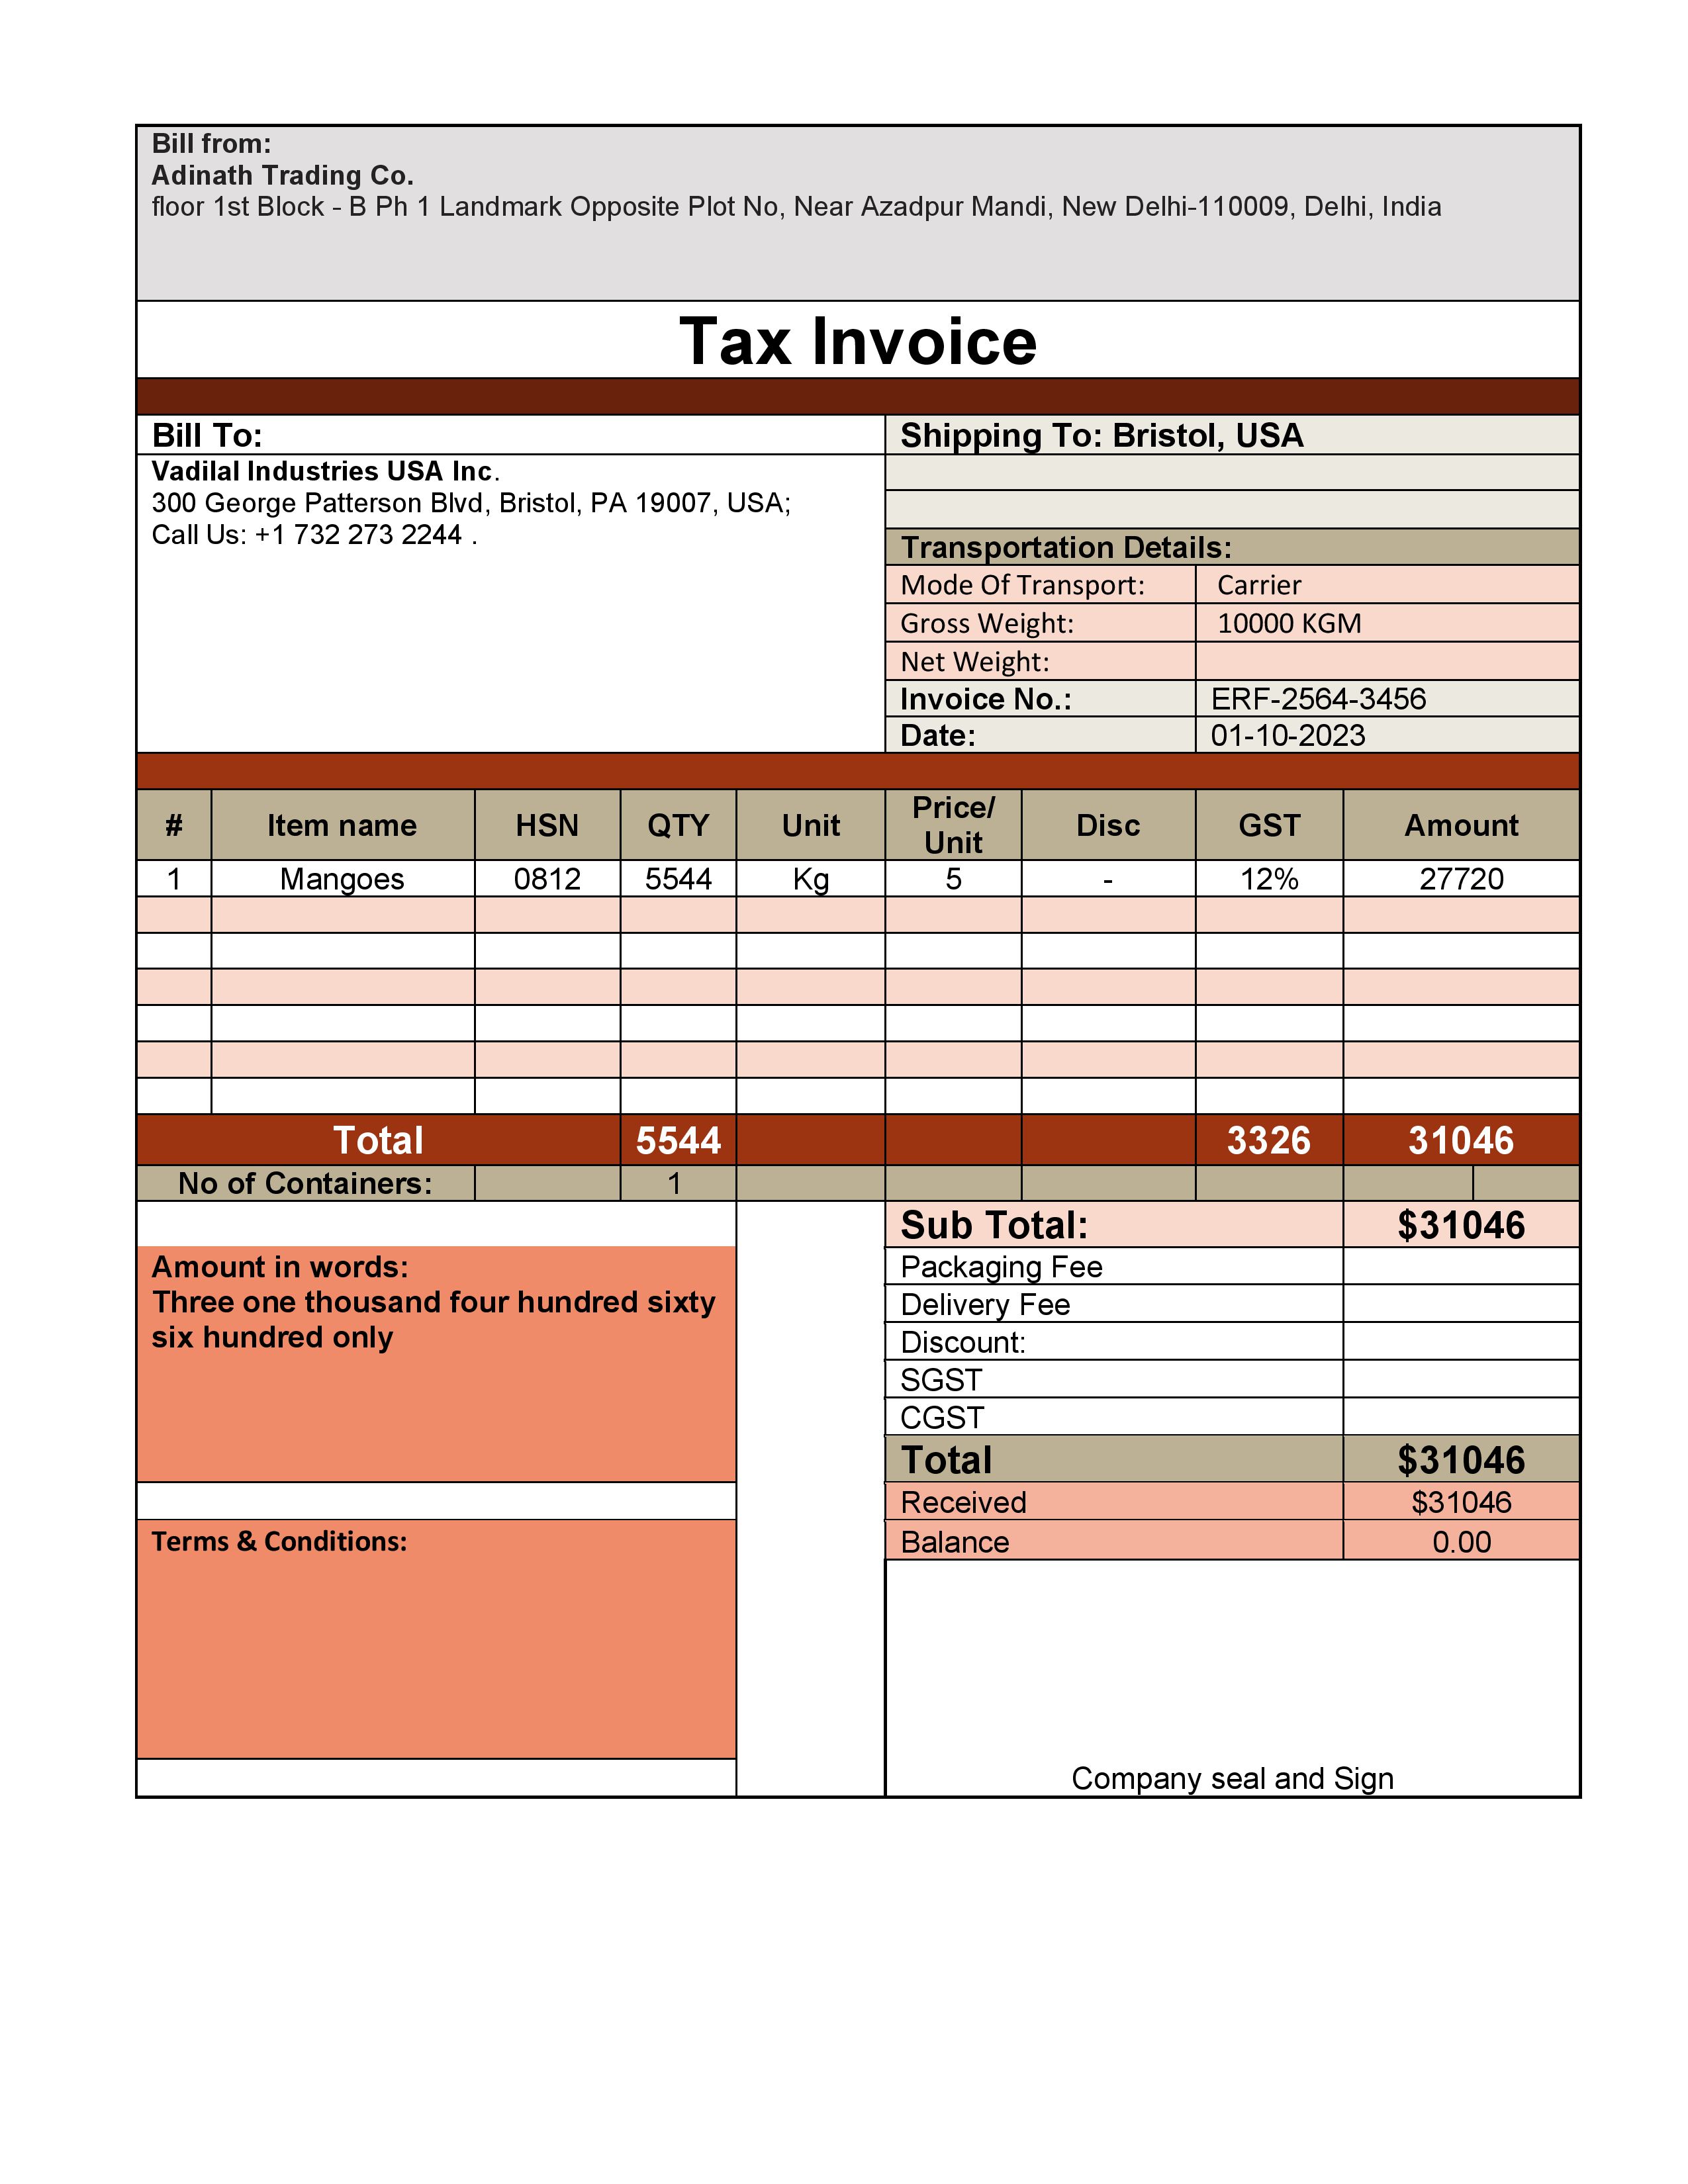 Bill from:
Adinath Trading Co.
floor 1st Block - B Ph 1 Landmark Opposite Plot No, Near Azadpur Mandi, New Delhi-110009, Delhi, India
Tax Invoice
Bill To:
Vadilal Industries USA Inc.
300 George Patterson Blvd, Bristol, PA 19007, USA;
Call Us: +1 732 273 2244 .
Shipping To: Bristol, USA
Transportation Details:
Mode Of Transport: Carrier
Gross Weight: 10000 KGM
Net Weight:
Invoice No.: ERF-2564-3456
Date: 01-10-2023
# Item name HSN QTY Unit Price/ Unit Disc GST Amount
1 Mangoes 0812 5544 Kg 5 - 12% 27720
Total 5544 3326 31046
No of Containers: 1
Amount in words:
Three one thousand four hundred sixty
six hundred only
Terms & Conditions:
Sub Total: $31046
Packaging Fee
Delivery Fee
Discount:
SGST
CGST
Total $31046
Received $31046
Balance 0.00
Company seal and Sign